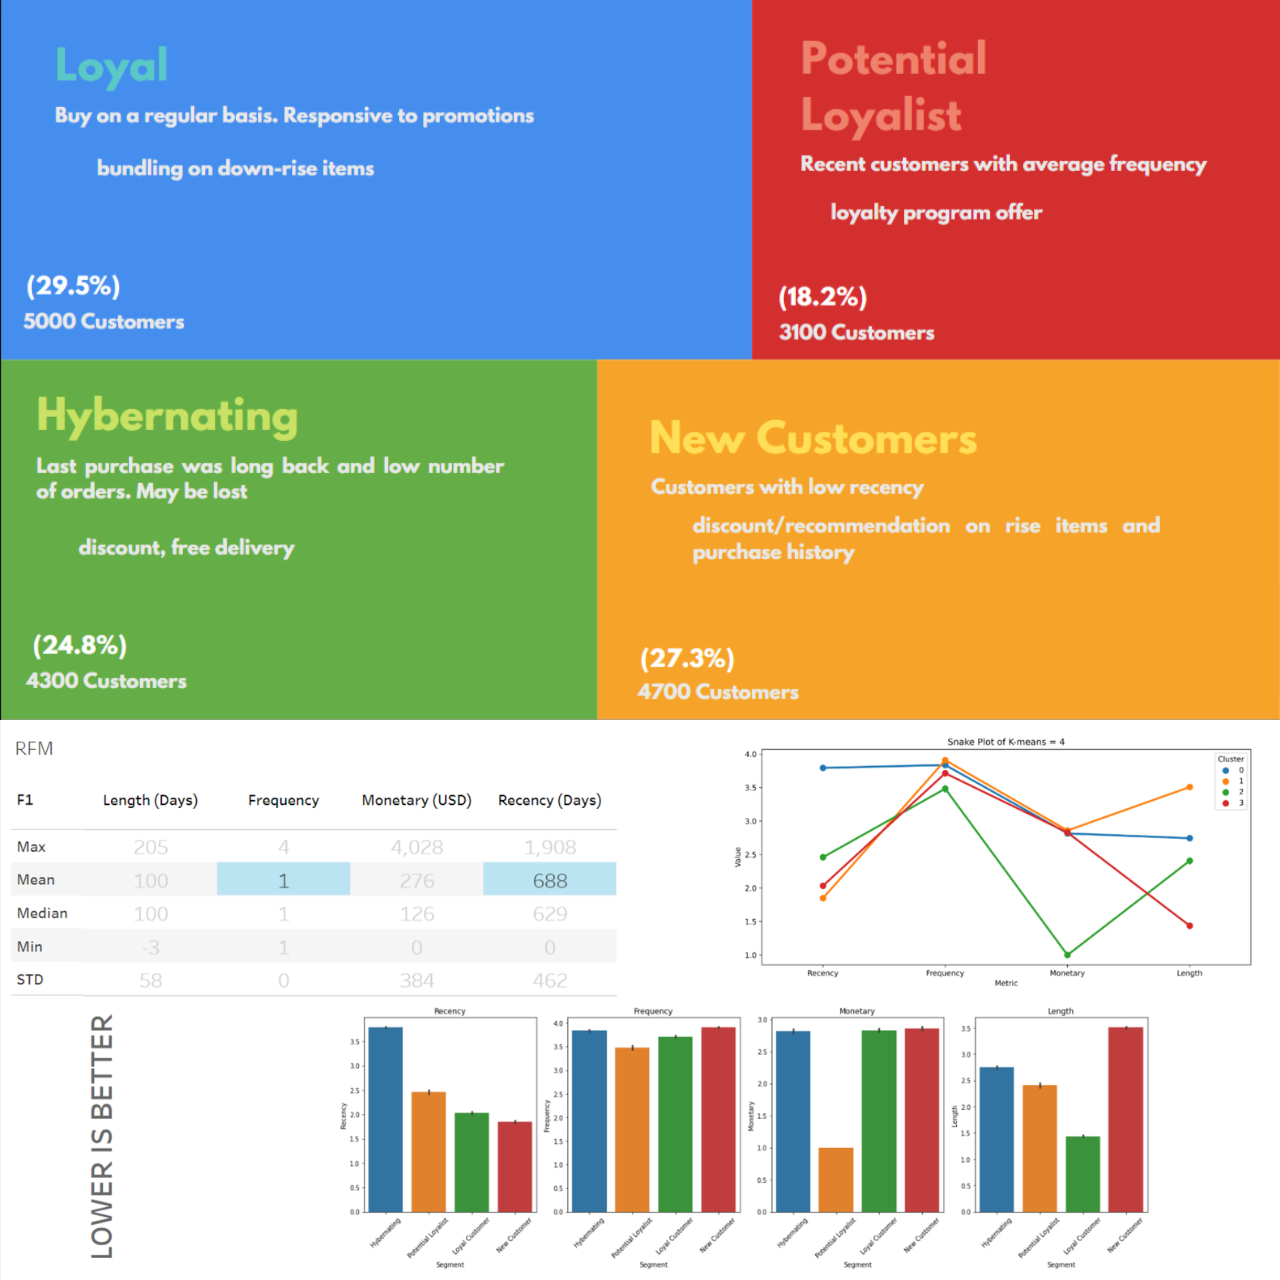 Loyal
Buy on a regular basis. Responsive to promotions
bundling on down-rise items
(29.5%)
5000 Customers
Potential
Loyalist
Recent customers with average frequency
loyalty program offer
(18.2%)
3100 Customers
Hybernating
Last purchase was long back and low number
of orders. May be lost
discount, free delivery
(24.8%)
4300 Customers
New Customers
Customers with low recency
discount/recommendation on rise items and
purchase history
(27.3%)
4700 Customers
RFM
F1 Length (Days) Frequency Monetary (USD) Recency (Days)
Max 205 4 4,028 1,908
Mean 100 1 276 688
Median 100 1 126 629
Min -3 1 0 0
STD 58 0 384 462
Snake Plot of K-means = 4
Cluster
0
1
2
3
Value
4.0
3.5
3.0
2.5
2.0
1.5
1.0
Recency Frequency Monetary Length
Metric
LOWER IS BETTER
Recency
Recency
3.5
3.0
2.5
2.0
1.5
1.0
0.5
0.0
Hybernating Potential Loyalist Loyal Customer New Customer
Segment
Frequency
Frequency
4.0
3.5
3.0
2.5
2.0
1.5
1.0
0.5
0.0
Hybernating Potential Loyalist Loyal Customer New Customer
Segment
Monetary
Monetary
3.0
2.5
2.0
1.5
1.0
0.5
0.0
Hybernating Potential Loyalist Loyal Customer New Customer
Segment
Length
Length
3.5
3.0
2.5
2.0
1.5
1.0
0.5
0.0
Hybernating Potential Loyalist Loyal Customer New Customer
Segment